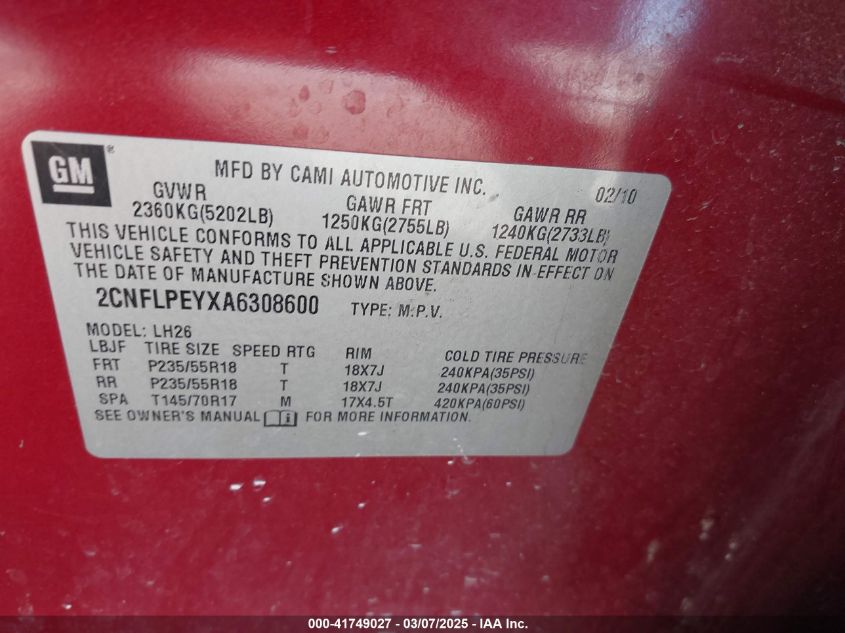 GM ®
MFD BY CAMI AUTOMOTIVE INC. 02/10
GVWR GAWR FRT GAWR RR
2360KG(5202LB) 1250KG(2755LB) 1240KG(2733LB)
THIS VEHICLE CONFORMS TO ALL APPLICABLE U.S. FEDERAL MOTOR
VEHICLE SAFETY AND THEFT PREVENTION STANDARDS IN EFFECT ON
THE DATE OF MANUFACTURE SHOWN ABOVE.
2CNFLPEYXA6308600 TYPE: M.P.V.
MODEL: LH26
LBJF TIRE SIZE SPEED RTG RIM COLD TIRE PRESSURE
FRT P235/55R18 T 18X7J 240KPA(35PSI)
RR P235/55R18 T 18X7J 240KPA(35PSI)
SPA T145/70R17 M 17X4.5T 420KPA(60PSI)
SEE OWNER'S MANUAL i FOR MORE INFORMATION.
000-41749027 - 03/07/2025 - IAA Inc.